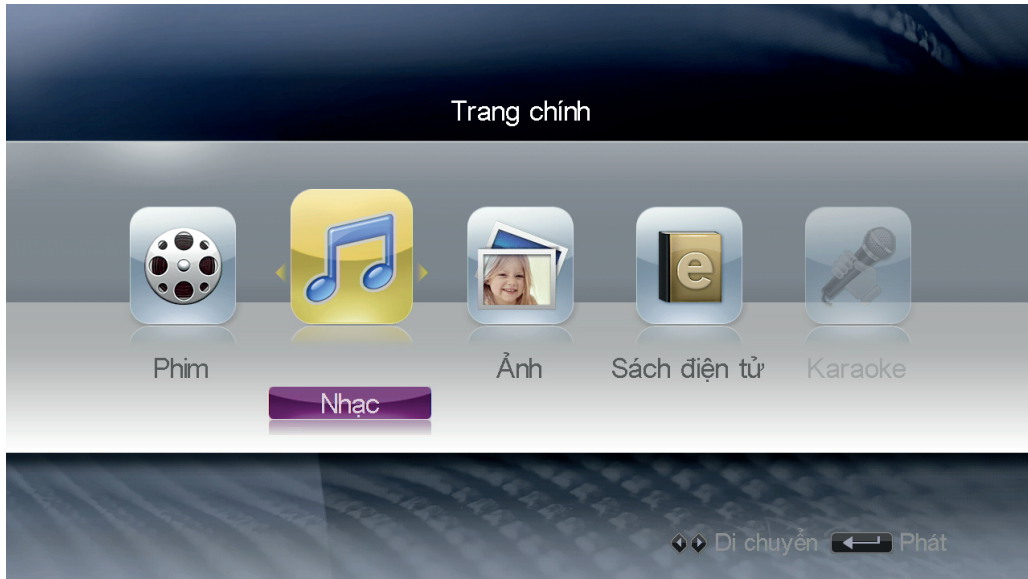 Trang chính
Phim
Nhạc
Ảnh
Sách điện tử
Karaoke
Di chuyển
Phát